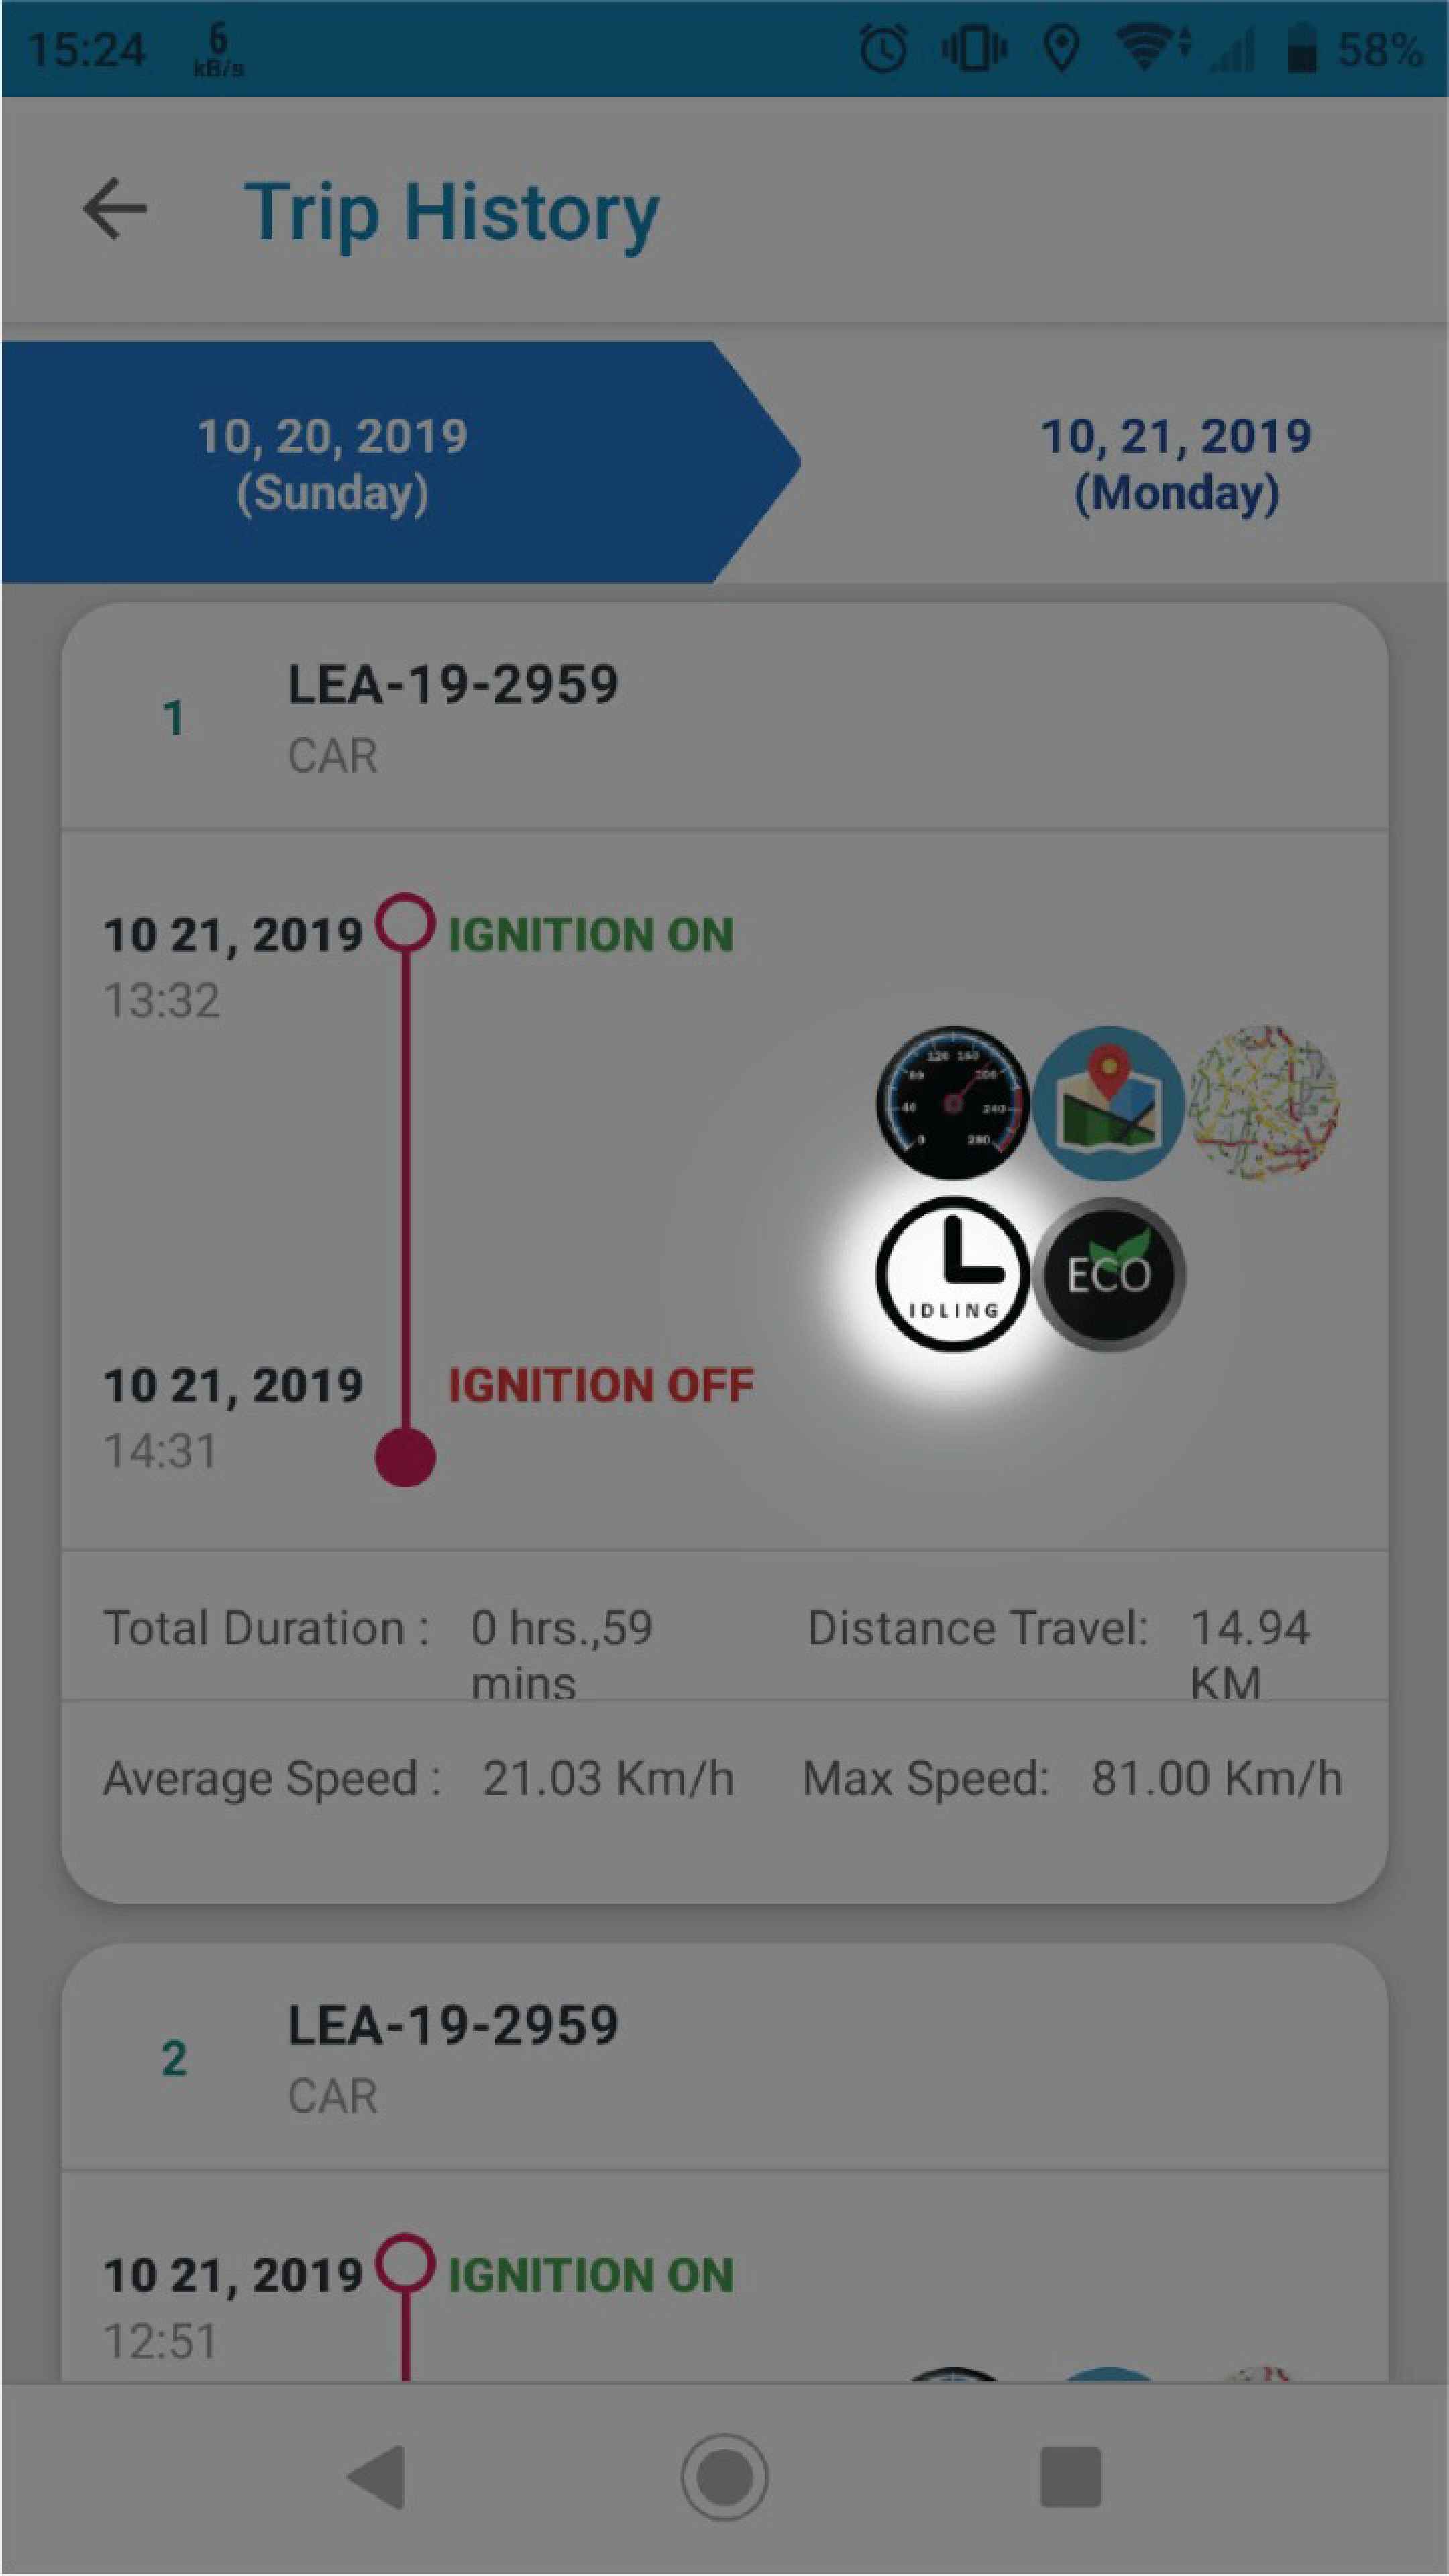 15:24 6 kB/s 58%
Trip History
10, 20, 2019
(Sunday)
10, 21, 2019
(Monday)
1 LEA-19-2959
CAR
10 21, 2019 IGNITION ON
13:32
0 40 80 120 160 200 240 280
IDLING
ECO
10 21, 2019 IGNITION OFF
14:31
Total Duration : 0 hrs.,59
mins
Distance Travel: 14.94
KM
Average Speed : 21.03 Km/h Max Speed: 81.00 Km/h
2 LEA-19-2959
CAR
10 21, 2019 IGNITION ON
12:51